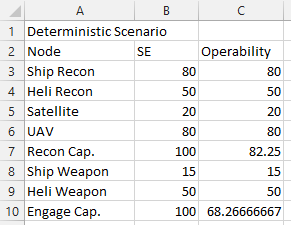 A B C
1 Deterministic Scenario
2 Node SE Operability
3 Ship Recon 80 80
4 Heli Recon 50 50
5 Satellite 20 20
6 UAV 80 80
7 Recon Cap. 100 82.25
8 Ship Weapon 15 15
9 Heli Weapon 50 50
10 Engage Cap. 100 68.26666667